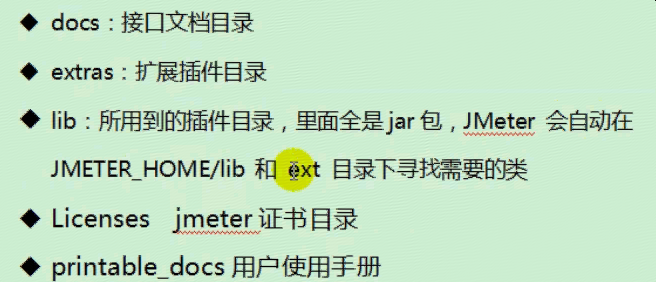 ◆ docs：接口文档目录
◆ extras：扩展插件目录
◆ lib：所用到的插件目录，里面全是 jar 包，JMeter 会自动在
JMETER_HOME/lib 和 ext 目录下寻找需要的类
◆ Licenses jmeter 证书目录
◆ printable_docs 用户使用手册